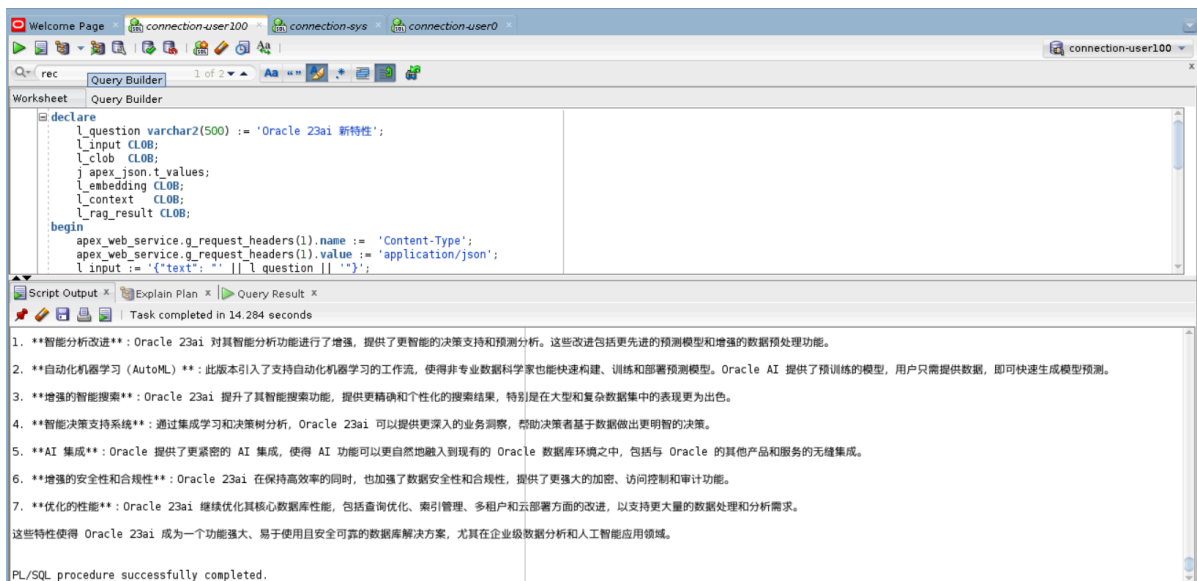 Welcome Page × connection-user100 × connection-sys × connection-user0 ×
connection-user100
rec 1 of 2 Aa “” .*
Query Builder
Worksheet Query Builder
declare
l_question varchar2(500) := 'Oracle 23ai 新特性';
l_input CLOB;
l_clob CLOB;
j apex_json.t_values;
l_embedding CLOB;
l_context CLOB;
l_rag_result CLOB;
begin
apex_web_service.g_request_headers(1).name := 'Content-Type';
apex_web_service.g_request_headers(1).value := 'application/json';
l_input := '{"text": "' || l_question || '"}';
Script Output × Explain Plan × Query Result ×
Task completed in 14.284 seconds
1. **智能分析改进**：Oracle 23ai 对其智能分析功能进行了增强，提供了更智能的决策支持和预测分析。这些改进包括更先进的预测模型和增强的数据预处理功能。
2. **自动化机器学习（AutoML）**：此版本引入了支持自动化机器学习的工作流，使得非专业数据科学家也能快速构建、训练和部署预测模型。Oracle AI 提供了预训练的模型，用户只需提供数据，即可快速生成模型预测。
3. **增强的智能搜索**：Oracle 23ai 提升了其智能搜索功能，提供更精确和个性化的搜索结果，特别是在大型和复杂数据集中的表现更为出色。
4. **智能决策支持系统**：通过集成学习和决策树分析，Oracle 23ai 可以提供更深入的业务洞察，帮助决策者基于数据做出更明智的决策。
5. **AI 集成**：Oracle 提供了更紧密的 AI 集成，使得 AI 功能可以更自然地融入到现有的 Oracle 数据库环境之中，包括与 Oracle 的其他产品和服务的无缝集成。
6. **增强的安全性和合规性**：Oracle 23ai 在保持高效率的同时，也加强了数据安全性和合规性，提供了更强大的加密、访问控制和审计功能。
7. **优化的性能**：Oracle 23ai 继续优化其核心数据库性能，包括查询优化、索引管理、多租户和云部署方面的改进，以支持更大量的数据处理和分析需求。
这些特性使得 Oracle 23ai 成为一个功能强大、易于使用且安全可靠的数据库解决方案，尤其在企业级数据分析和人工智能应用领域。
PL/SQL procedure successfully completed.